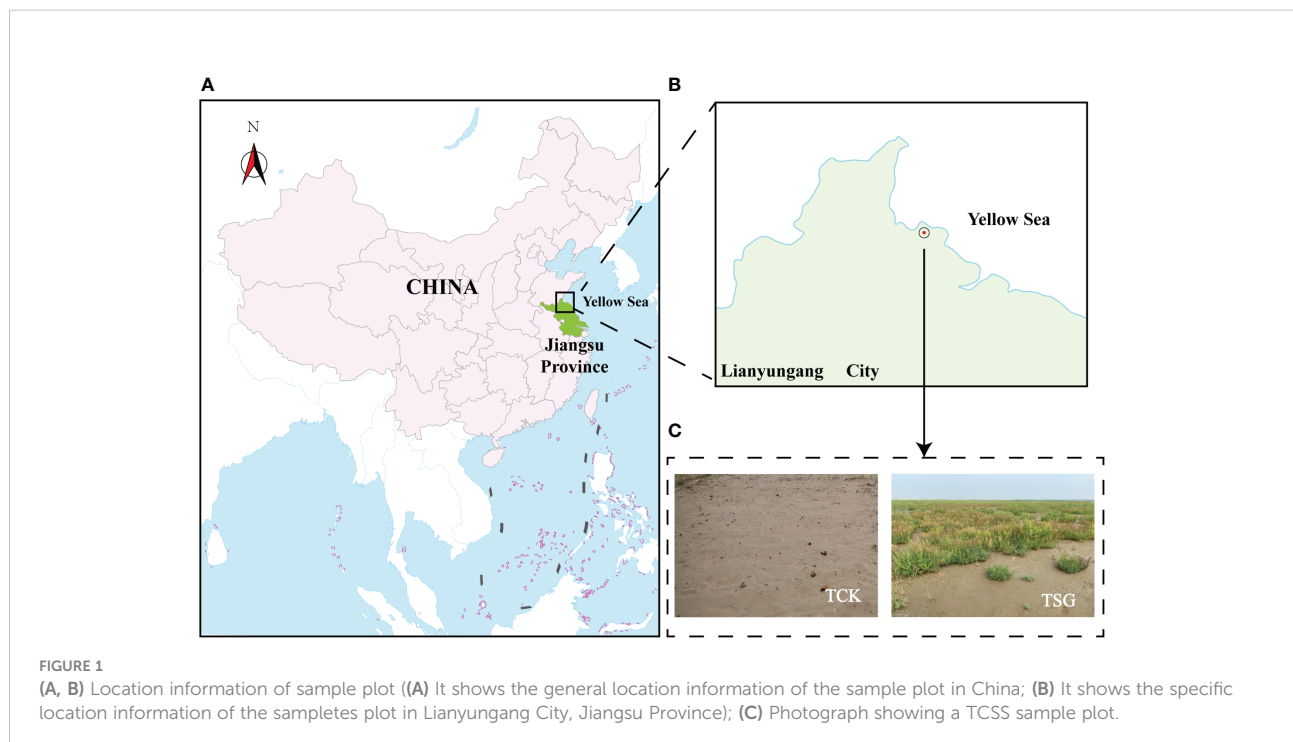 A
B
N
CHINA
Yellow Sea
Jiangsu
Province
Yellow Sea
Lianyungang City
C
TCK
TSG
FIGURE 1
(A, B) Location information of sample plot ((A) It shows the general location information of the sample plot in China; (B) It shows the specific
location information of the sampletes plot in Lianyungang City, Jiangsu Province); (C) Photograph showing a TCSS sample plot.